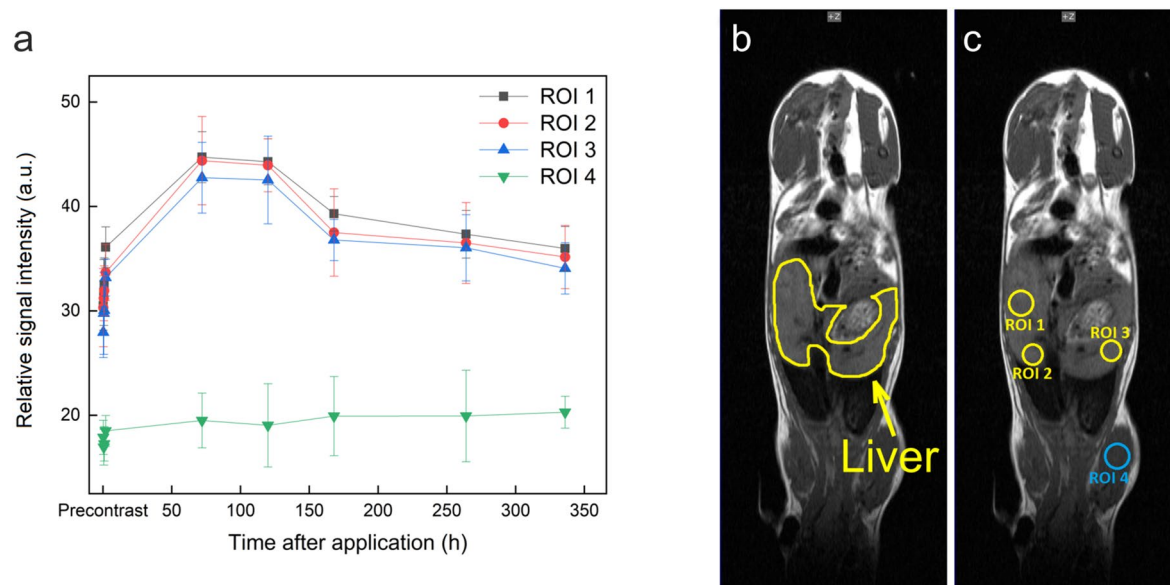 a
50
40
30
20
Relative signal intensity (a.u.)
ROI 1
ROI 2
ROI 3
ROI 4
Precontrast 50 100 150 200 250 300 350
Time after application (h)
b
+Z
Liver
c
+Z
ROI 1
ROI 3
ROI 2
ROI 4